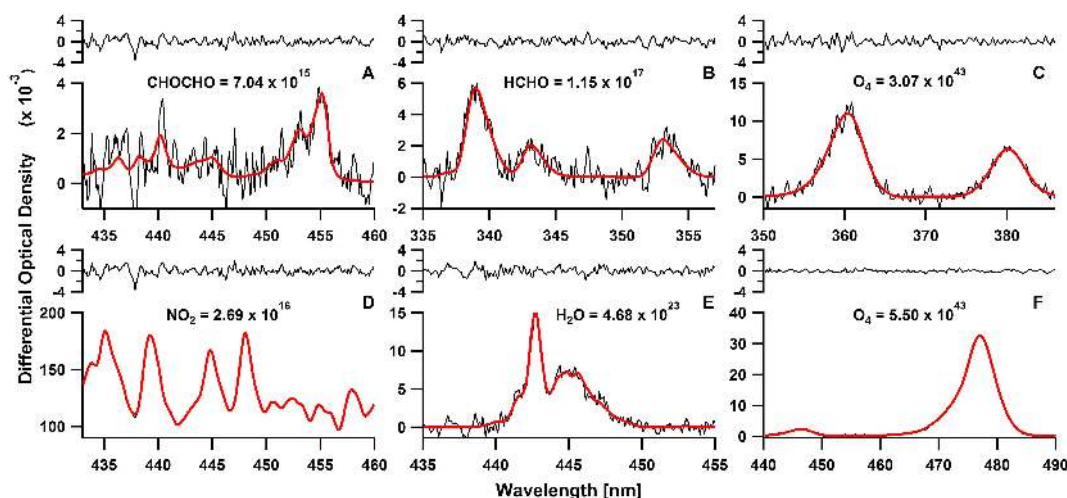 Differential Optical Density (x 10⁻³)
4
0
-4
4
0
-4
4
0
-4
CHOCHO = 7.04 x 10¹⁵
A
HCHO = 1.15 x 10¹⁷
B
O₄ = 3.07 x 10⁴³
C
4
2
0
6
4
2
0
-2
15
10
5
0
435 440 445 450 455 460
335 340 345 350 355
350 360 370 380
4
0
-4
4
0
-4
4
0
-4
NO₂ = 2.69 x 10¹⁶
D
H₂O = 4.68 x 10²³
E
O₄ = 5.50 x 10⁴³
F
200
150
100
15
10
5
0
40
30
20
10
0
435 440 445 450 455 460
435 440 445 450 455
440 450 460 470 480 490
Wavelength [nm]